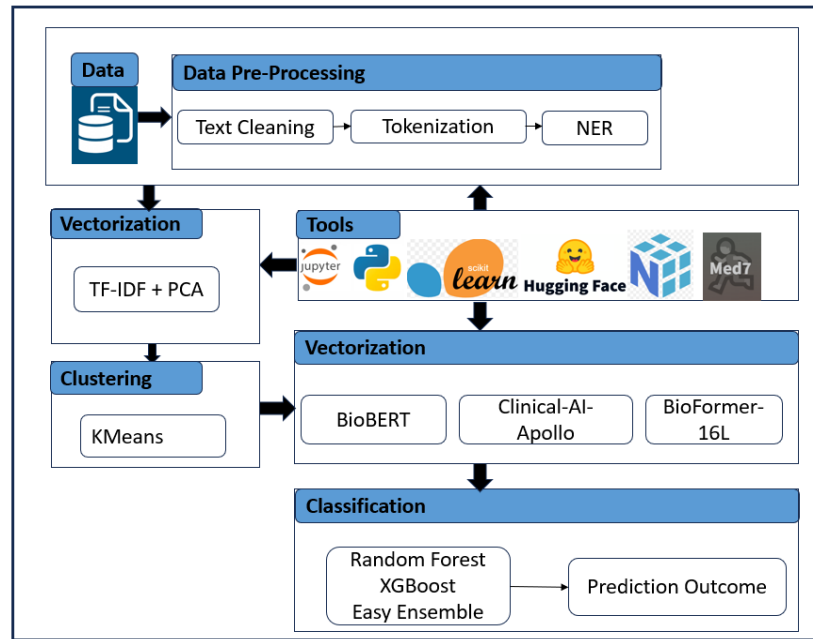 Data
Data Pre-Processing
Text Cleaning
Tokenization
NER
Vectorization
TF-IDF + PCA
Tools
jupyter
scikit
learn
Hugging Face
N
Med7
Clustering
KMeans
Vectorization
BioBERT
Clinical-AI-
Apollo
BioFormer-
16L
Classification
Random Forest
XGBoost
Easy Ensemble
Prediction Outcome